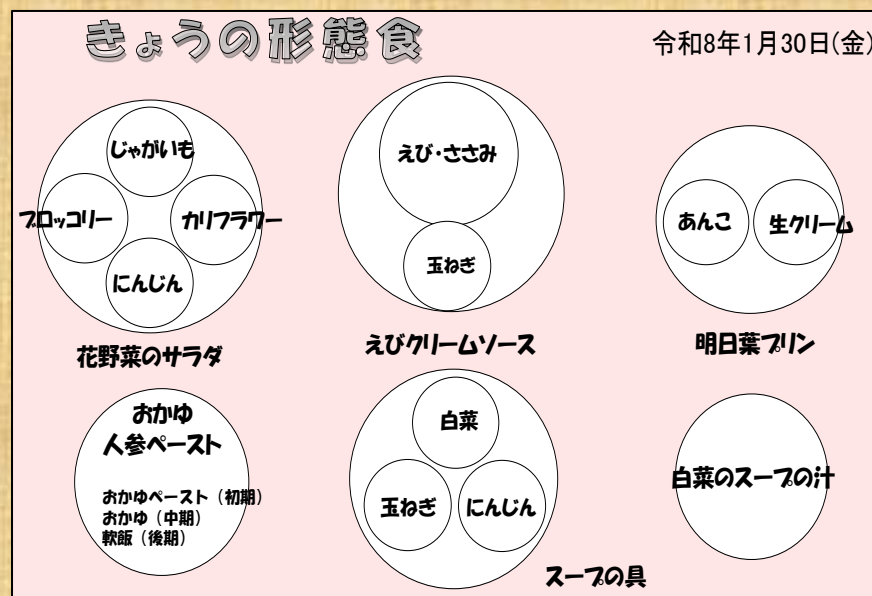 きょうの形態食
令和8年1月30日(金)
じゃがいも
ブロッコリー
カリフラワー
にんじん
花野菜のサラダ
えび・ささみ
玉ねぎ
えびクリームソース
あんこ
生クリーム
明日葉プリン
おかゆ
人参ペースト
おかゆペースト（初期）
おかゆ（中期）
軟飯（後期）
白菜
玉ねぎ
にんじん
スープの具
白菜のスープの汁